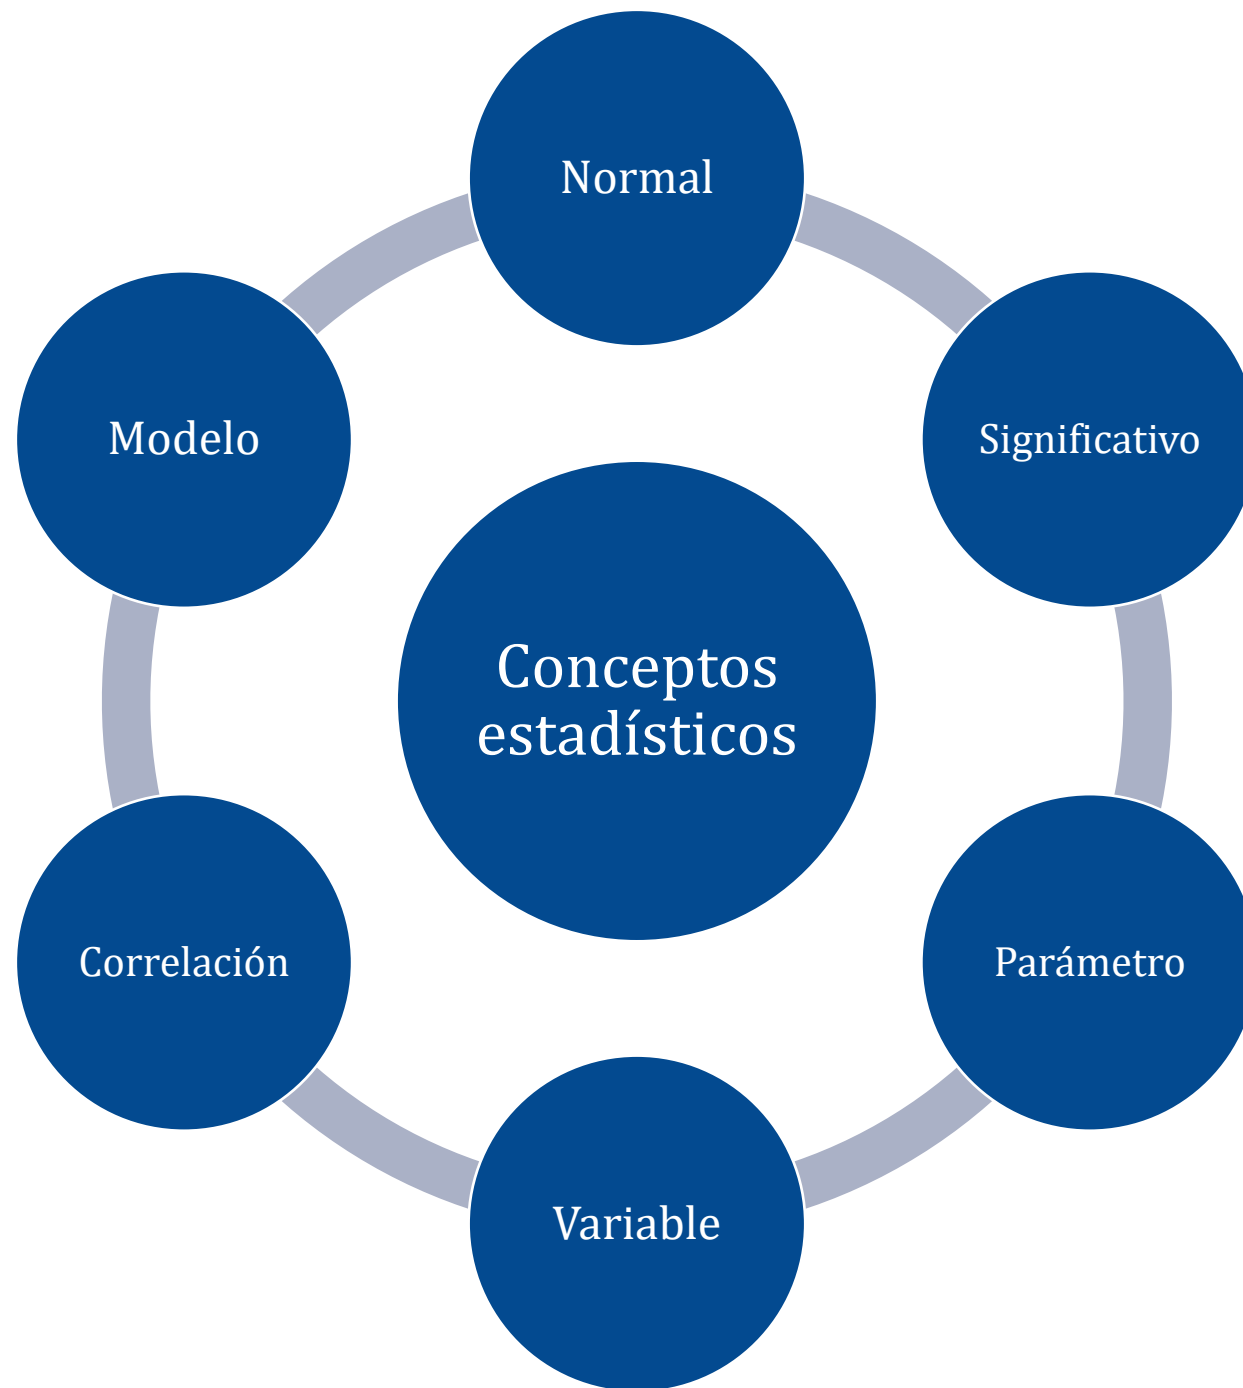 Normal
Modelo
Significativo
Conceptos
estadísticos
Correlación
Parámetro
Variable